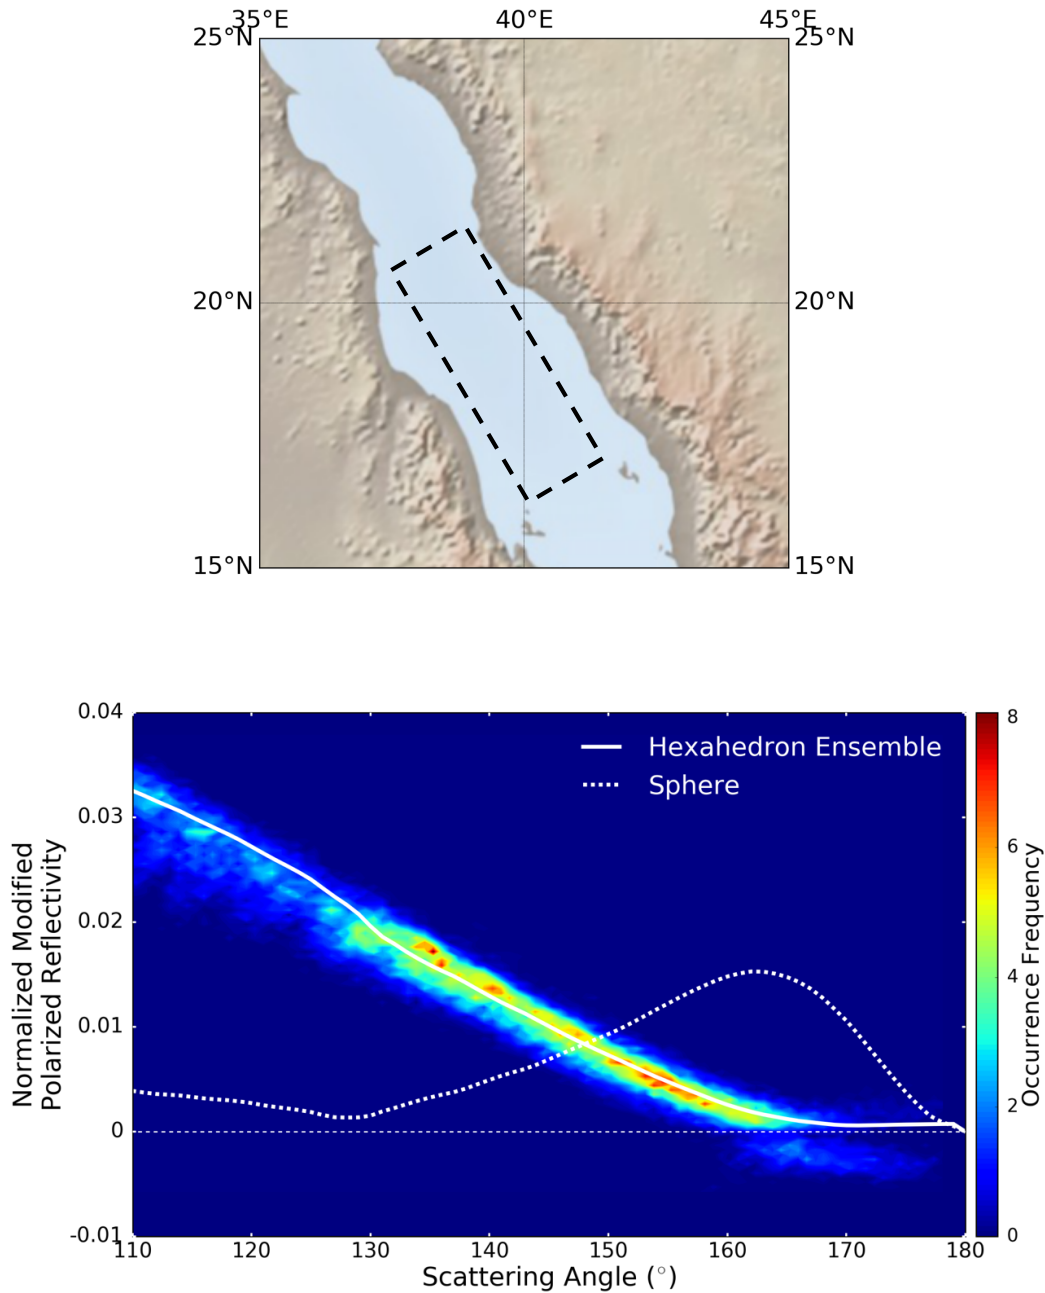 35°E 40°E 45°E
25°N 25°N
20°N 20°N
15°N 15°N
0.04
0.03
0.02
0.01
0
-0.01
Normalized Modified
Polarized Reflectivity
Hexahedron Ensemble
Sphere
110 120 130 140 150 160 170 180
Scattering Angle (°)
8
6
4
2
0
Occurrence Frequency